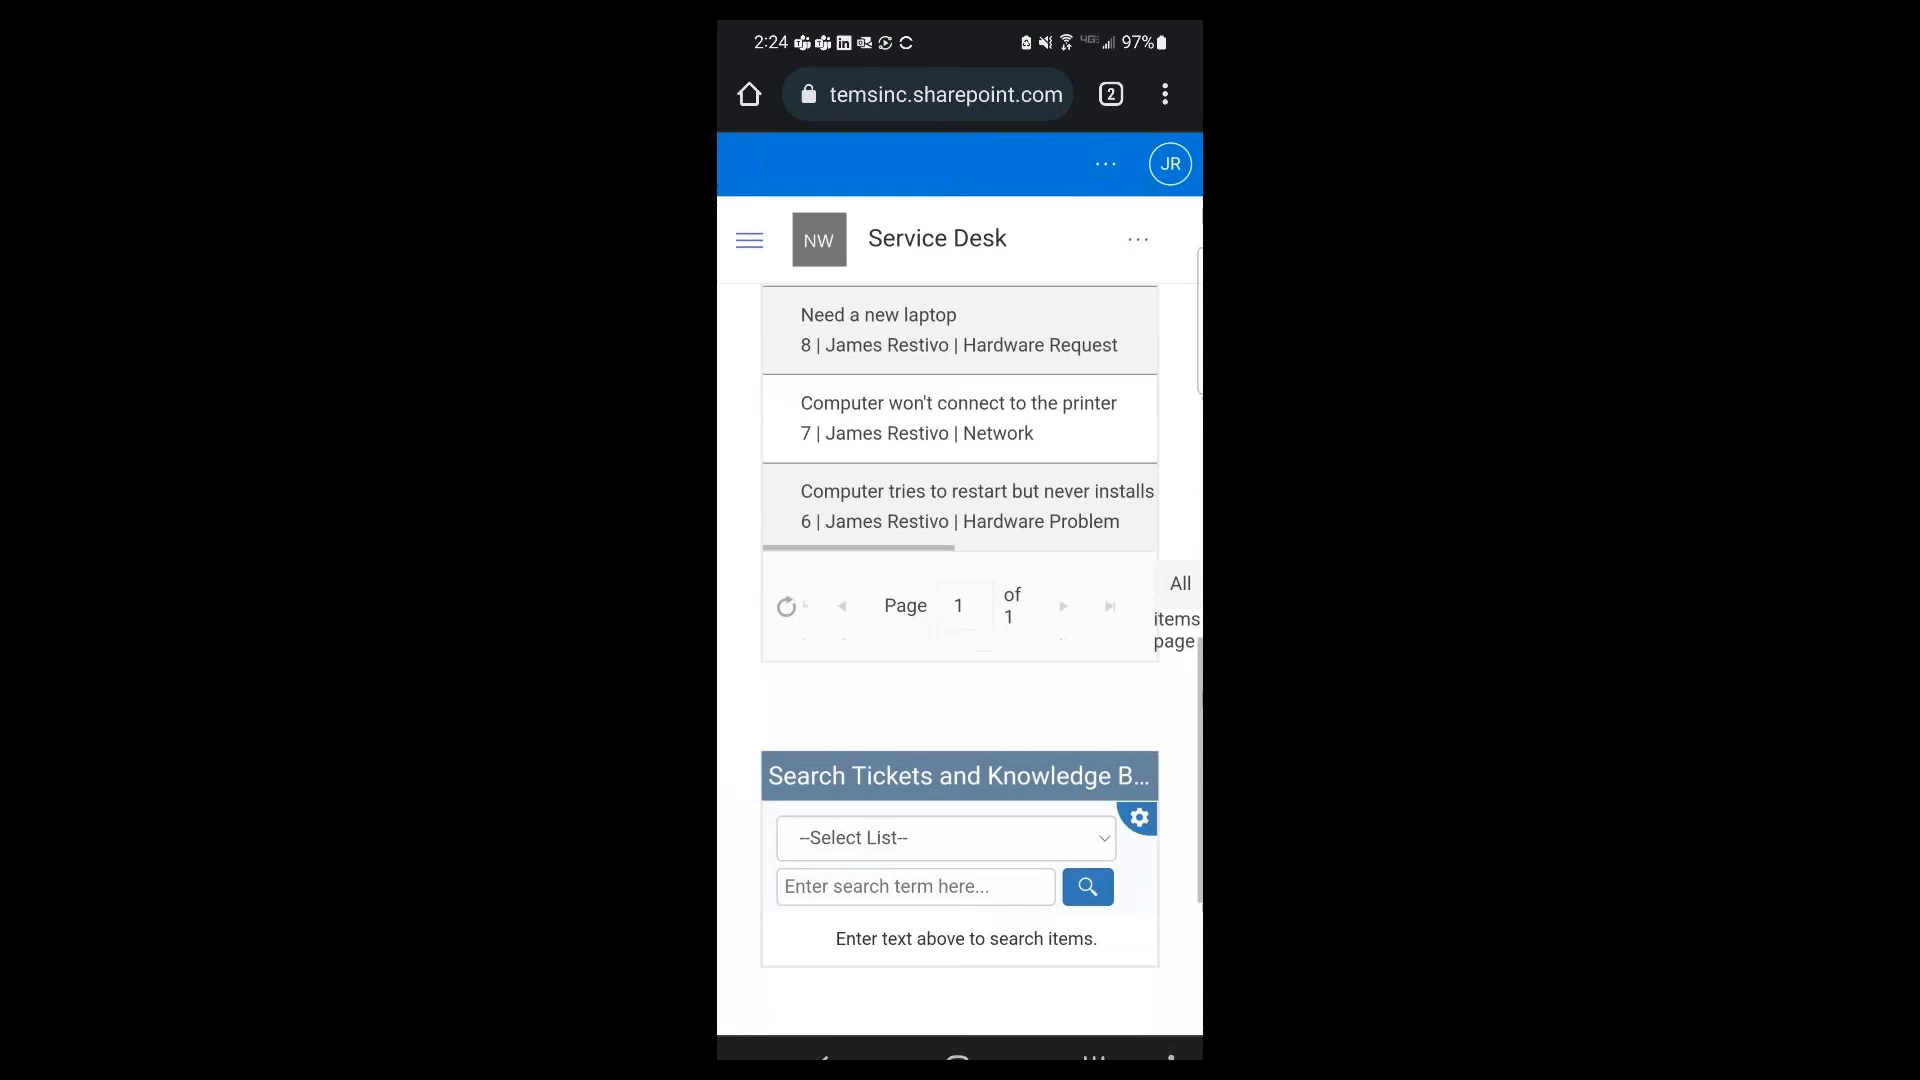 2:24 97%
temsinc.sharepoint.com 2
JR
NW Service Desk
Need a new laptop
8 | James Restivo | Hardware Request
Computer won't connect to the printer
7 | James Restivo | Network
Computer tries to restart but never installs
6 | James Restivo | Hardware Problem
Page 1 of
1
All
items
page
Search Tickets and Knowledge B...
--Select List--
Enter search term here...
Enter text above to search items.